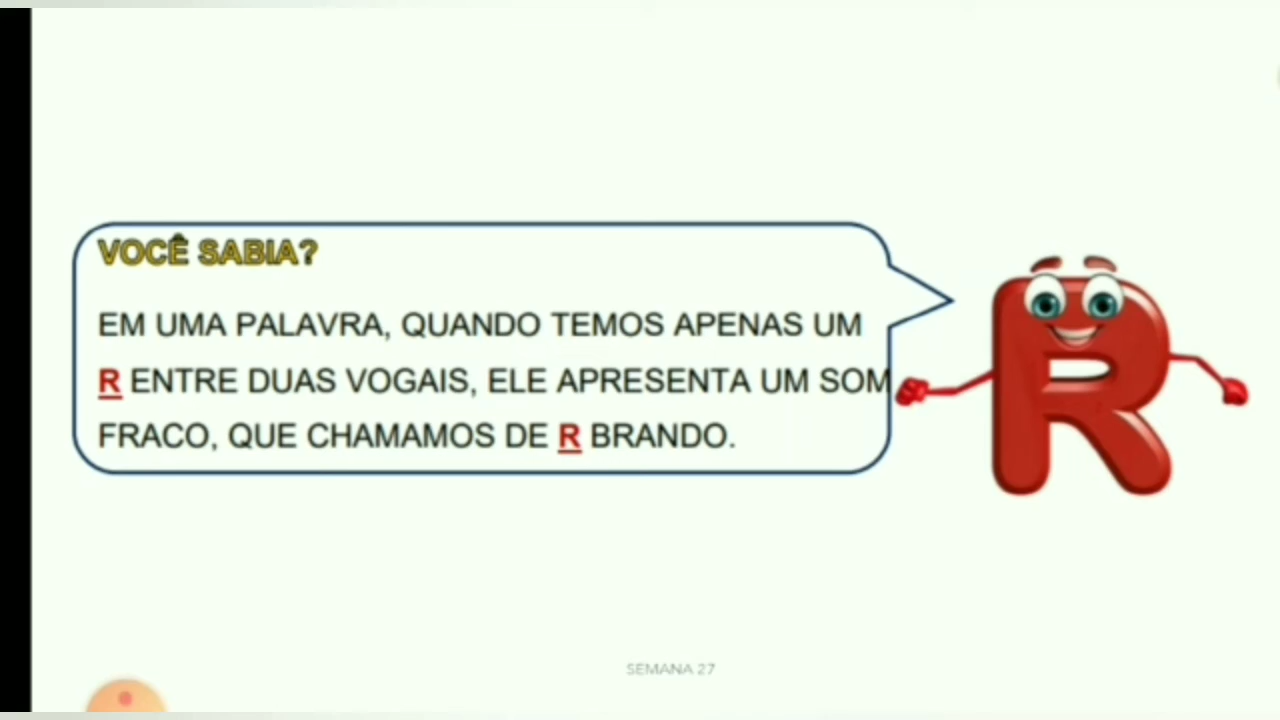 VOCÊ SABIA?
EM UMA PALAVRA, QUANDO TEMOS APENAS UM
R ENTRE DUAS VOGAIS, ELE APRESENTA UM SOM
FRACO, QUE CHAMAMOS DE R BRANDO.
SEMANA 27